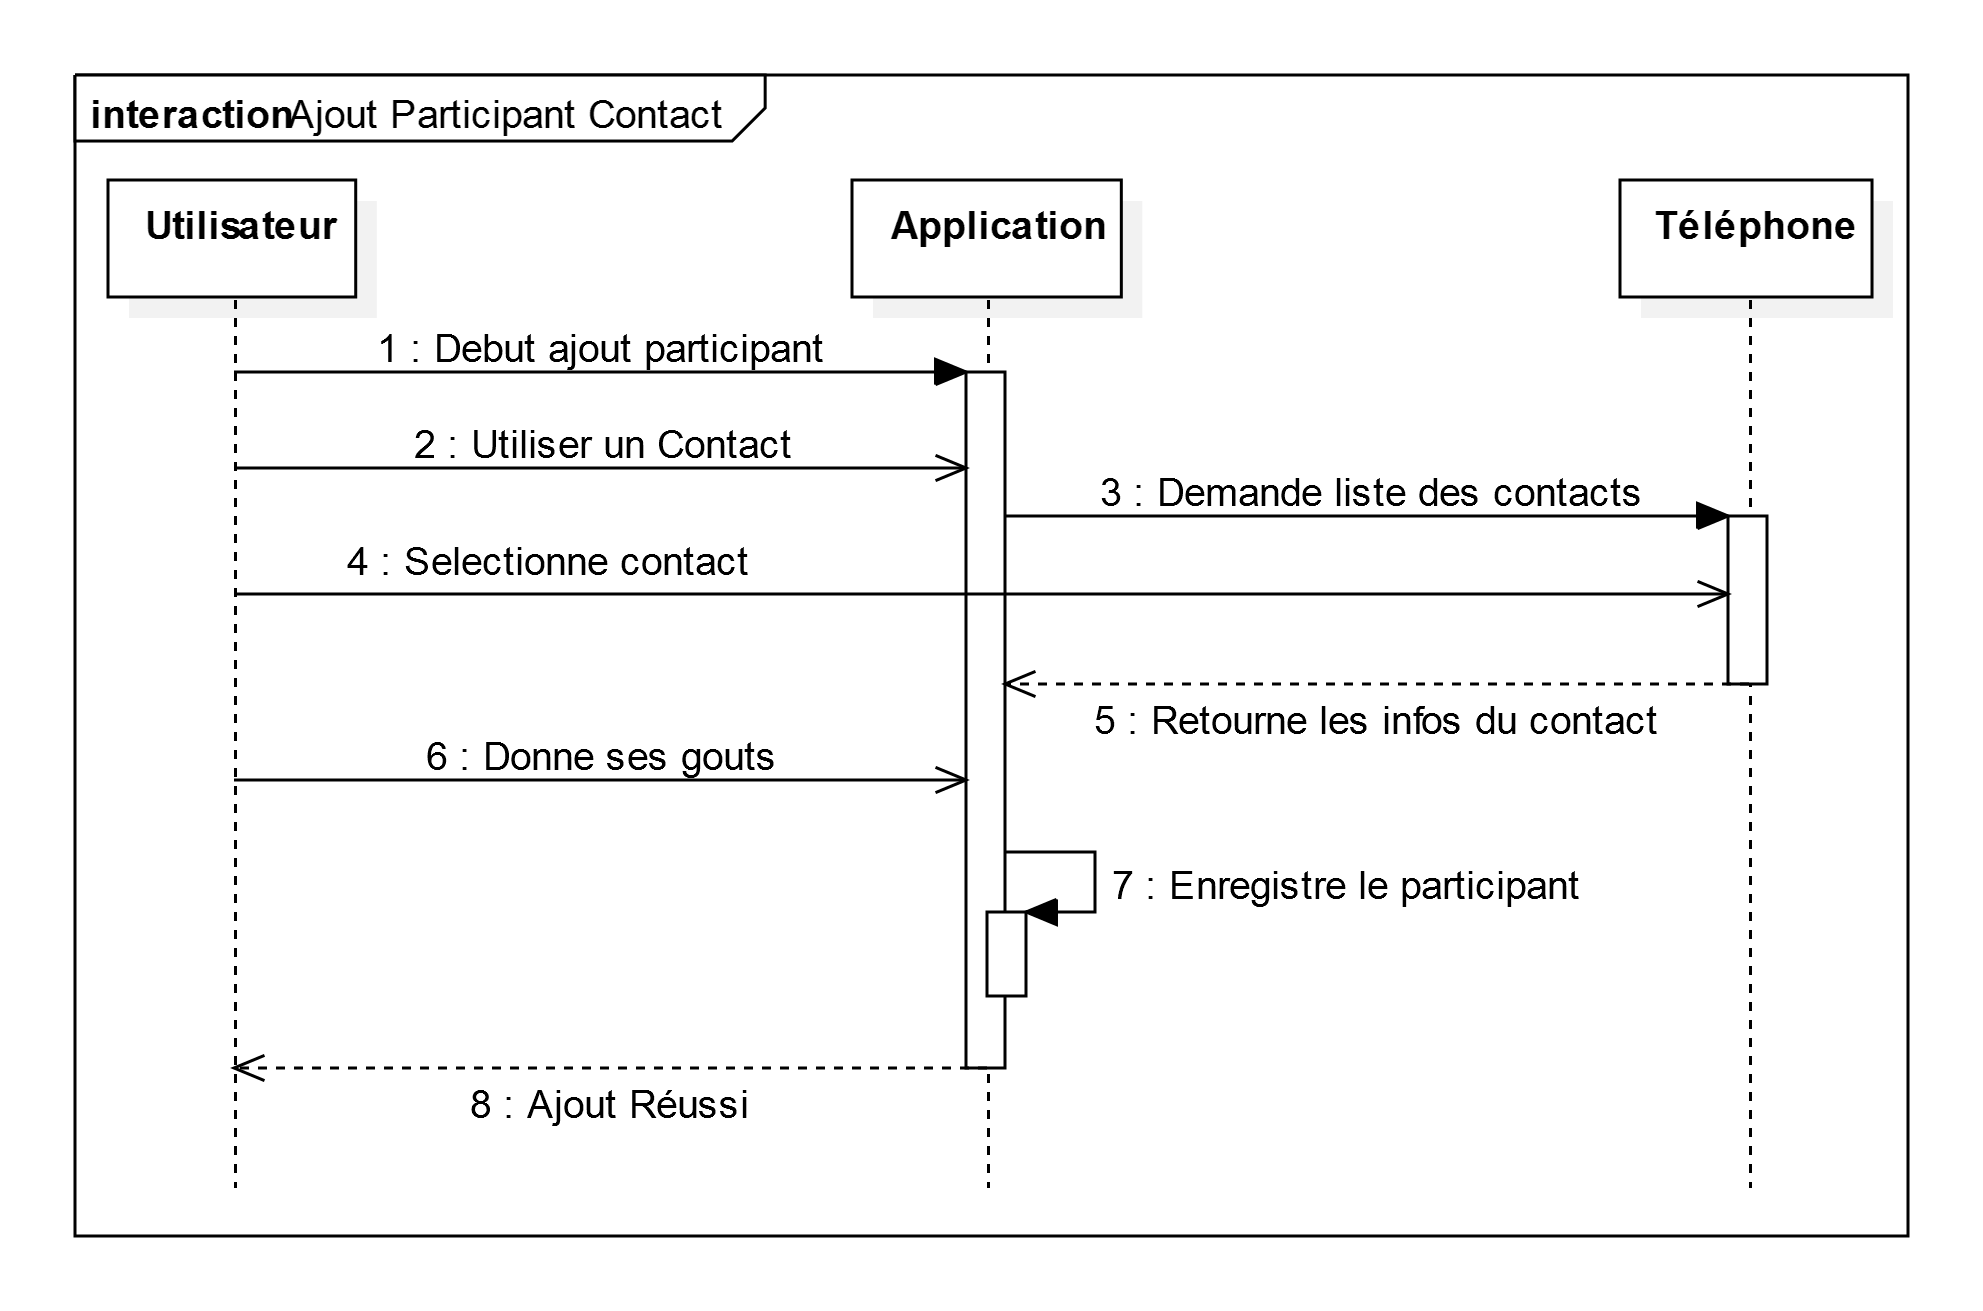 interaction Ajout Participant Contact
Utilisateur
Application
Téléphone
1 : Debut ajout participant
2 : Utiliser un Contact
3 : Demande liste des contacts
4 : Selectionne contact
5 : Retourne les infos du contact
6 : Donne ses gouts
7 : Enregistre le participant
8 : Ajout Réussi